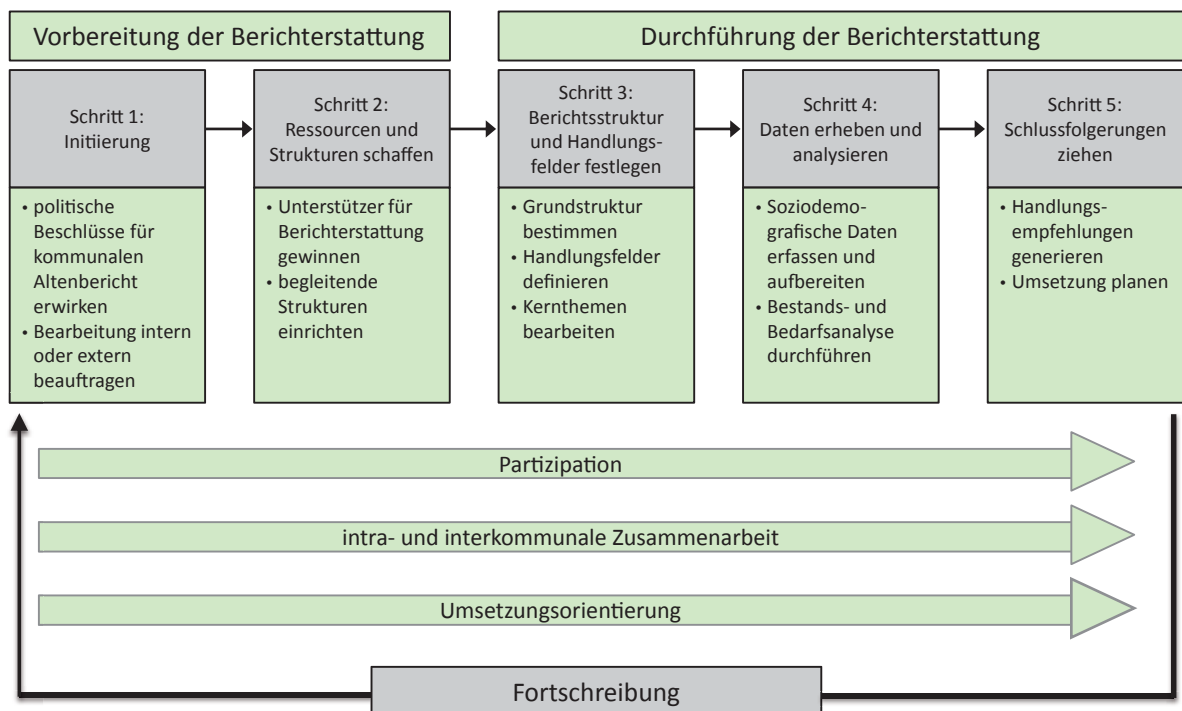 Vorbereitung der Berichterstattung
Durchführung der Berichterstattung
Schritt 1:
Initiierung
Schritt 2:
Ressourcen und
Strukturen schaffen
Schritt 3:
Berichtsstruktur
und Handlungs-
felder festlegen
Schritt 4:
Daten erheben und
analysieren
Schritt 5:
Schlussfolgerungen
ziehen
• politische
Beschlüsse für
kommunalen
Altenbericht
erwirken
• Bearbeitung intern
oder extern
beauftragen
• Unterstützer für
Berichterstattung
gewinnen
• begleitende
Strukturen
einrichten
• Grundstruktur
bestimmen
• Handlungsfelder
definieren
• Kernthemen
bearbeiten
• Soziodemo-
grafische Daten
erfassen und
aufbereiten
• Bestands- und
Bedarfsanalyse
durchführen
• Handlungs-
empfehlungen
generieren
• Umsetzung planen
Partizipation
intra- und interkommunale Zusammenarbeit
Umsetzungsorientierung
Fortschreibung